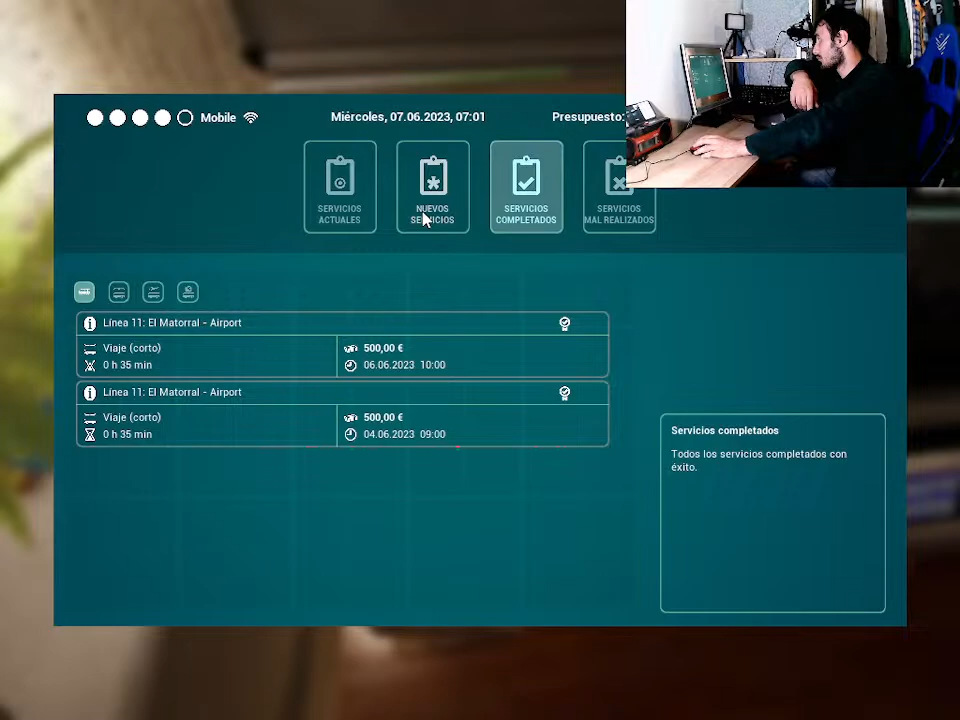 Mobile
Miércoles, 07.06.2023, 07:01
Presupuesto:
SERVICIOS
ACTUALES
NUEVOS
SERVICIOS
SERVICIOS
COMPLETADOS
SERVICIOS
MAL REALIZADOS
Línea 11: El Matorral - Airport
Viaje (corto)
500,00 €
0 h 35 min
06.06.2023 10:00
Línea 11: El Matorral - Airport
Viaje (corto)
500,00 €
0 h 35 min
04.06.2023 09:00
Servicios completados
Todos los servicios completados con
éxito.